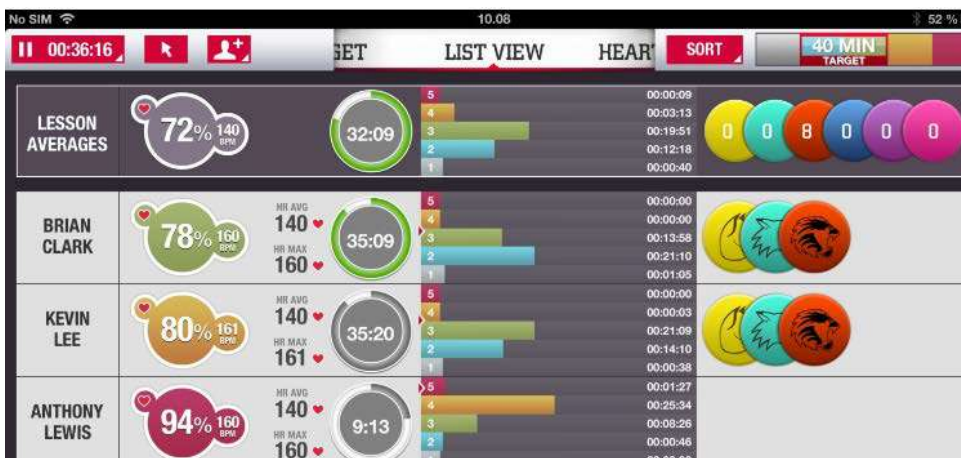 No SIM 10.08 52 %
00:36:16 GET LIST VIEW HEAR SORT 40 MIN
TARGET
LESSON
AVERAGES
72% 140
BPM
32:09
5 00:00:09
4 00:03:13
3 00:19:51
2 00:12:18
1 00:00:40
0 0 8 0 0 0
BRIAN
CLARK
78% 160
BPM
HR AVG
140
HR MAX
160
35:09
5 00:00:00
4 00:00:00
3 00:13:58
2 00:21:10
1 00:01:05
KEVIN
LEE
80% 161
BPM
HR AVG
140
HR MAX
161
35:20
5 00:00:00
4 00:00:03
3 00:21:09
2 00:14:10
1 00:00:38
ANTHONY
LEWIS
94% 160
BPM
HR AVG
140
HR MAX
160
9:13
5 00:01:27
4 00:25:34
3 00:08:26
2 00:00:46